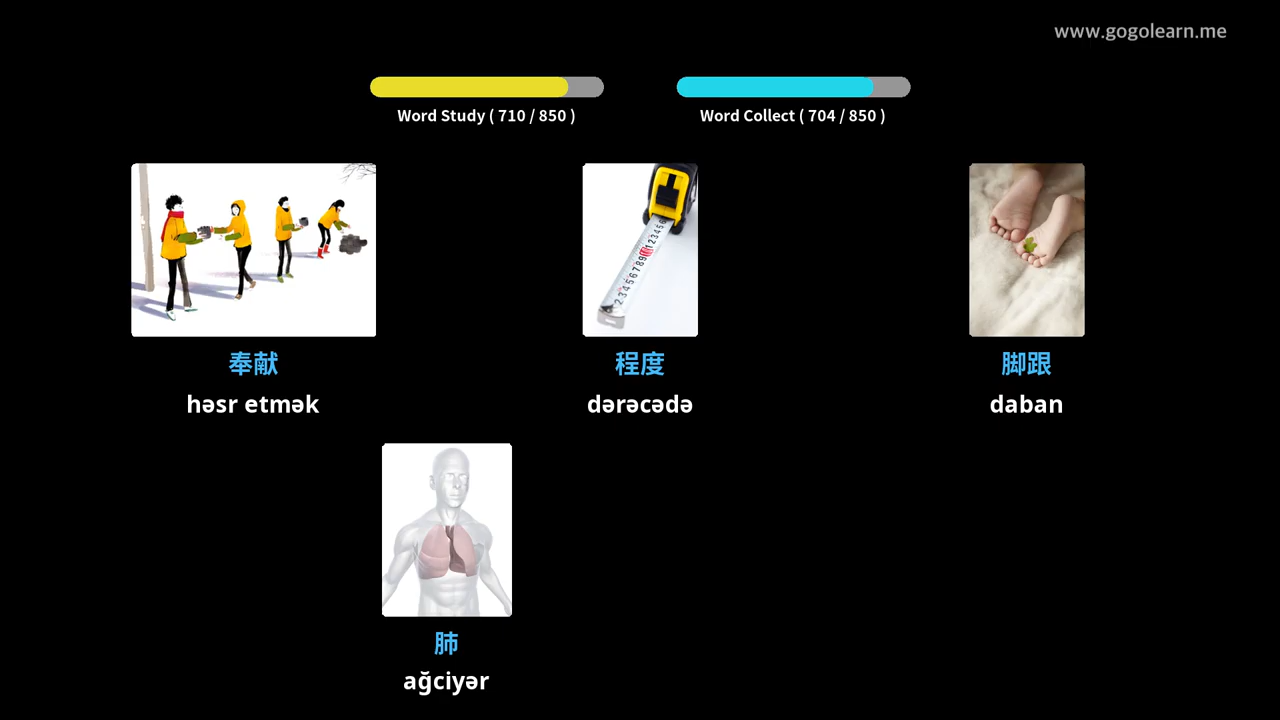 www.gogolearn.me
Word Study ( 710 / 850 )
Word Collect ( 704 / 850 )
奉献
程度
脚跟
həsr etmək
dərəcədə
daban
肺
ağciyər